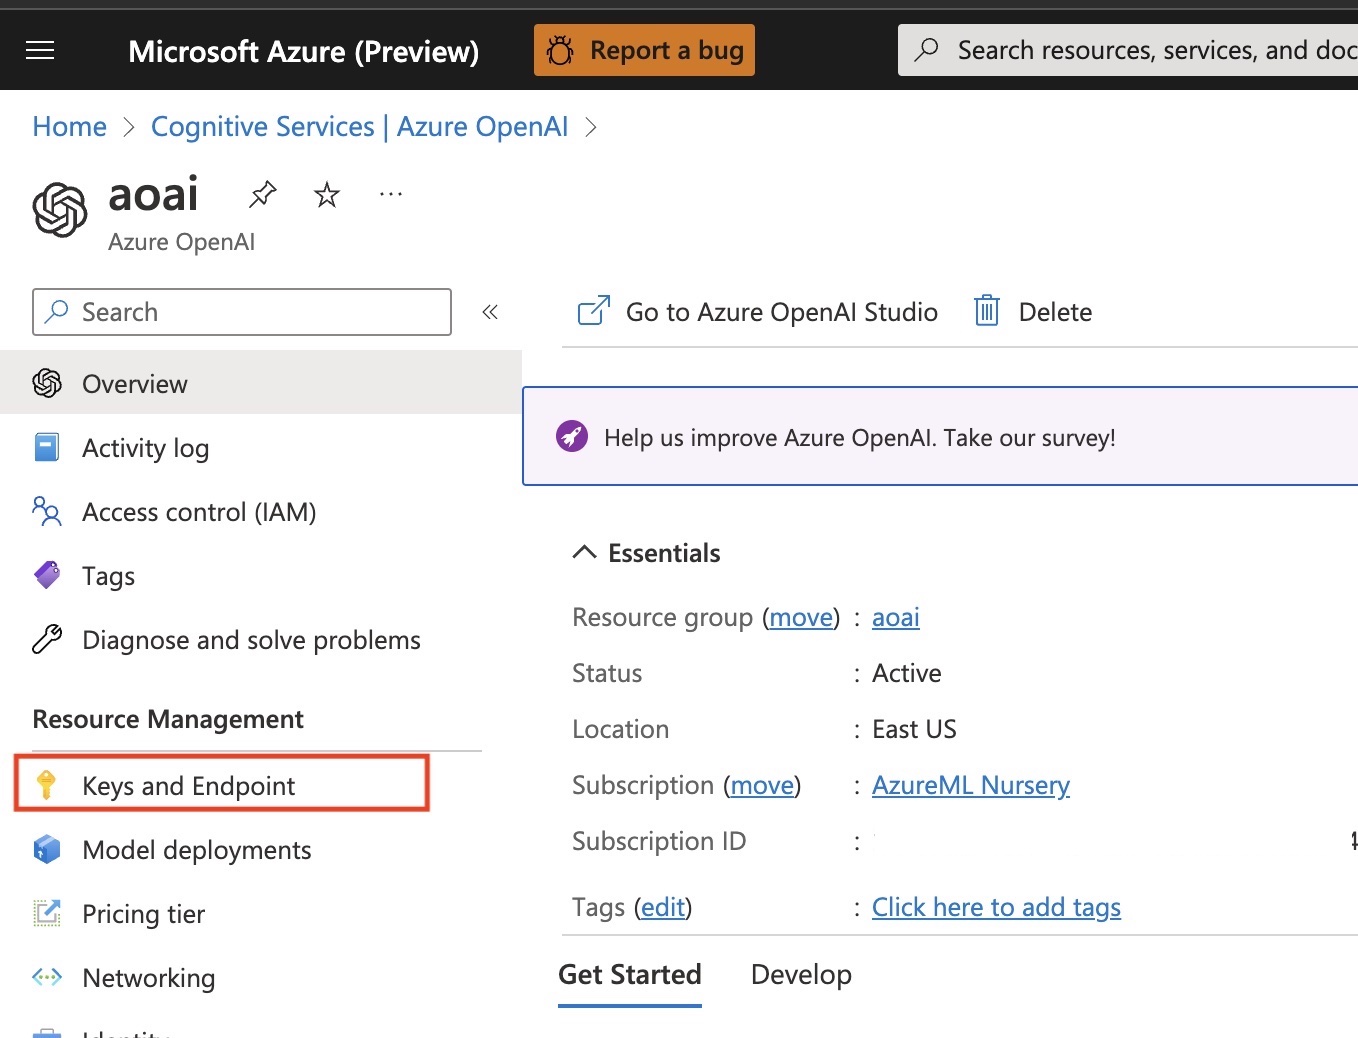 Microsoft Azure (Preview)
Report a bug
Search resources, services, and doc
Home > Cognitive Services | Azure OpenAI >
aoai
Azure OpenAI
Search
«
Go to Azure OpenAI Studio
Delete
Overview
Activity log
Access control (IAM)
Tags
Diagnose and solve problems
Resource Management
Keys and Endpoint
Model deployments
Pricing tier
Networking
Identity
Help us improve Azure OpenAI. Take our survey!
Essentials
Resource group (move) : aoai
Status : Active
Location : East US
Subscription (move) : AzureML Nursery
Subscription ID : 4
Tags (edit) : Click here to add tags
Get Started
Develop